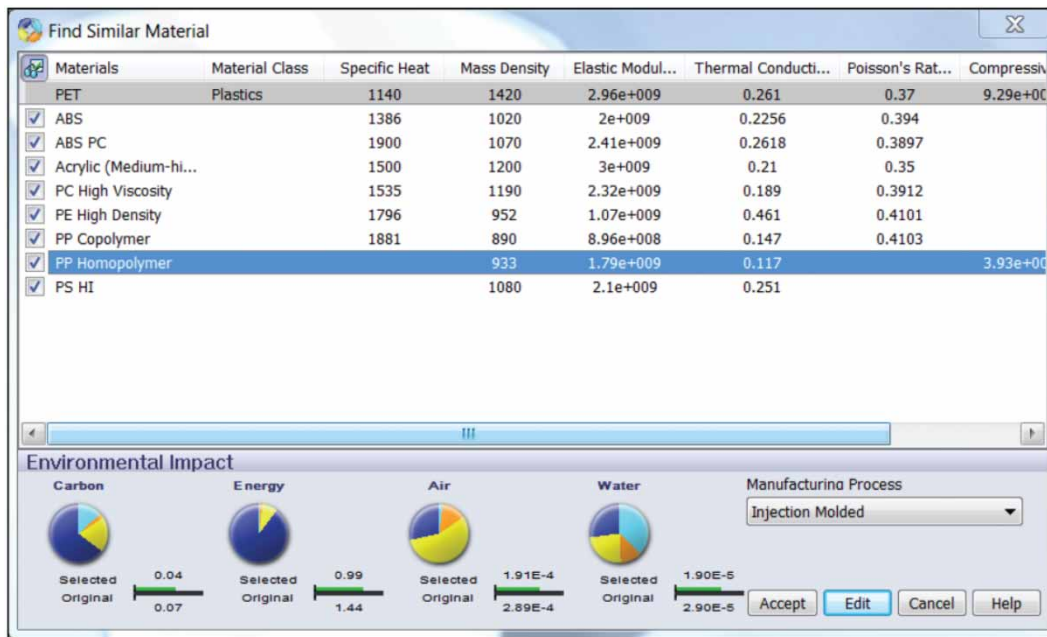 Find Similar Material
Materials Material Class Specific Heat Mass Density Elastic Modul... Thermal Conducti... Poisson's Rat... Compressiv
PET Plastics 1140 1420 2.96e+009 0.261 0.37 9.29e+00
ABS 1386 1020 2e+009 0.2256 0.394
ABS PC 1900 1070 2.41e+009 0.2618 0.3897
Acrylic (Medium-hi... 1500 1200 3e+009 0.21 0.35
PC High Viscosity 1535 1190 2.32e+009 0.189 0.3912
PE High Density 1796 952 1.07e+009 0.461 0.4101
PP Copolymer 1881 890 8.96e+008 0.147 0.4103
PP Homopolymer 933 1.79e+009 0.117 3.93e+00
PS HI 1080 2.1e+009 0.251
Environmental Impact
Carbon Energy Air Water Manufacturing Process
Injection Molded
Selected 0.04 Selected 0.99 Selected 1.91E-4 Selected 1.90E-5
Original 0.07 Original 1.44 Original 2.89E-4 Original 2.90E-5
Accept Edit Cancel Help